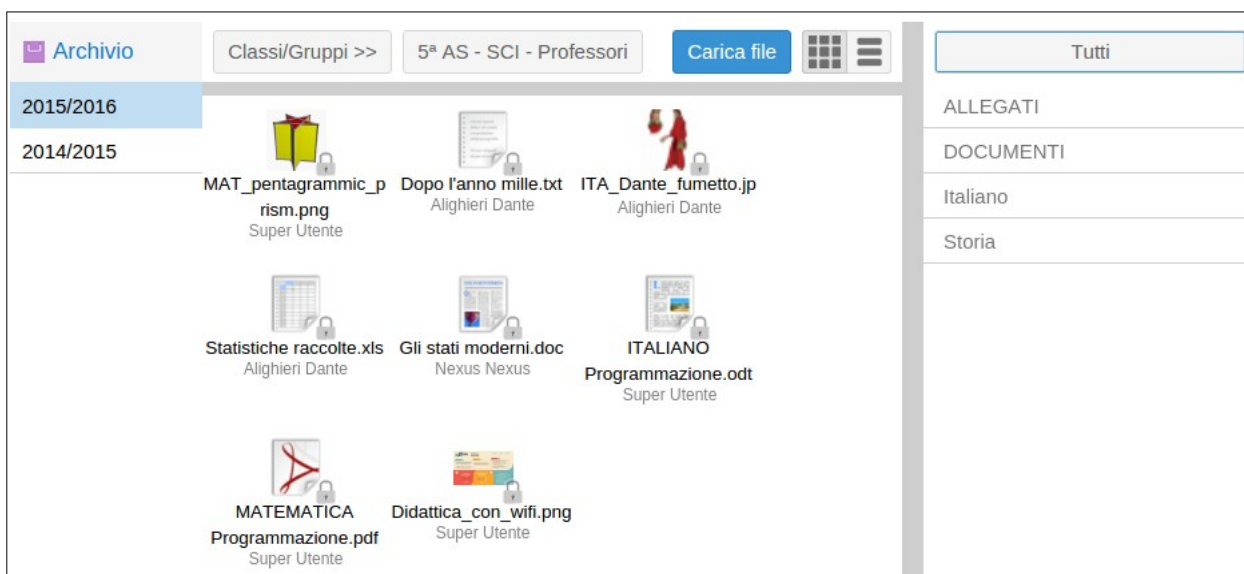 Archivio
2015/2016
2014/2015
Classi/Gruppi >>
5ª AS - SCI - Professori
Carica file
MAT_pentagrammic_p
rism.png
Super Utente
Dopo l'anno mille.txt
Alighieri Dante
ITA_Dante_fumetto.jp
Alighieri Dante
Statistiche raccolte.xls
Alighieri Dante
Gli stati moderni.doc
Nexus Nexus
ITALIANO
Programmazione.odt
Super Utente
MATEMATICA
Programmazione.pdf
Super Utente
Didattica_con_wifi.png
Super Utente
Tutti
ALLEGATI
DOCUMENTI
Italiano
Storia